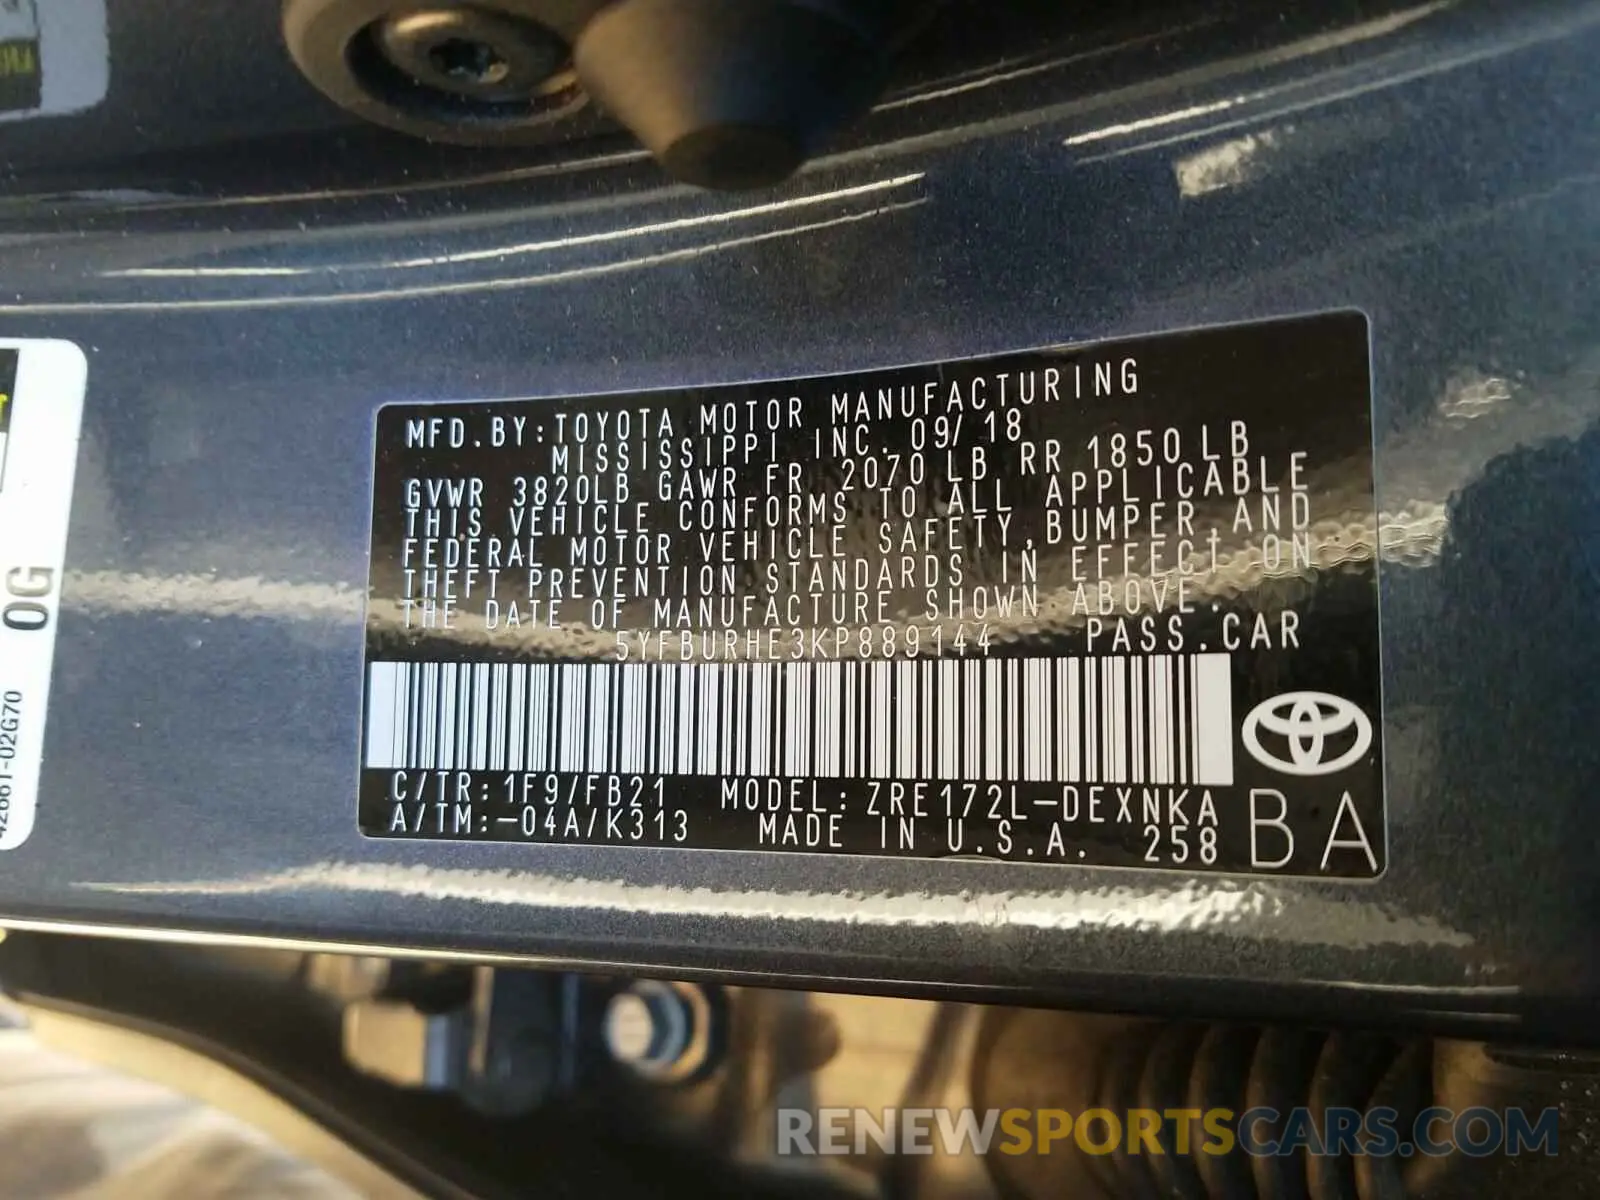 MFD.BY:TOYOTA MOTOR MANUFACTURING
MISSISSIPPI INC. 09/18
GVWR 3820LB GAWR FR 2070LB RR 1850LB
THIS VEHICLE CONFORMS TO ALL APPLICABLE
FEDERAL MOTOR VEHICLE SAFETY,BUMPER,AND
THEFT PREVENTION STANDARDS IN EFFECT ON
THE DATE OF MANUFACTURE SHOWN ABOVE.
5YFBURHE3KP889144 PASS.CAR
C/TR:1F9/FB21 MODEL:ZRE172L-DEXNKA
A/TM:-04A/K313 MADE IN U.S.A. 258
BA
0G
42661-02G70
RENEWSPORTSCARS.COM